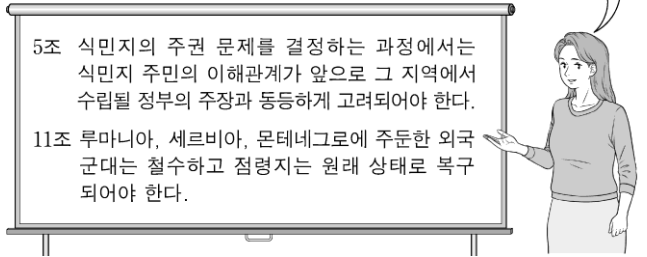 5조 식민지의 주권 문제를 결정하는 과정에서는
식민지 주민의 이해관계가 앞으로 그 지역에서
수립될 정부의 주장과 동등하게 고려되어야 한다.
11조 루마니아, 세르비아, 몬테네그로에 주둔한 외국
군대는 철수하고 점령지는 원래 상태로 복구
되어야 한다.